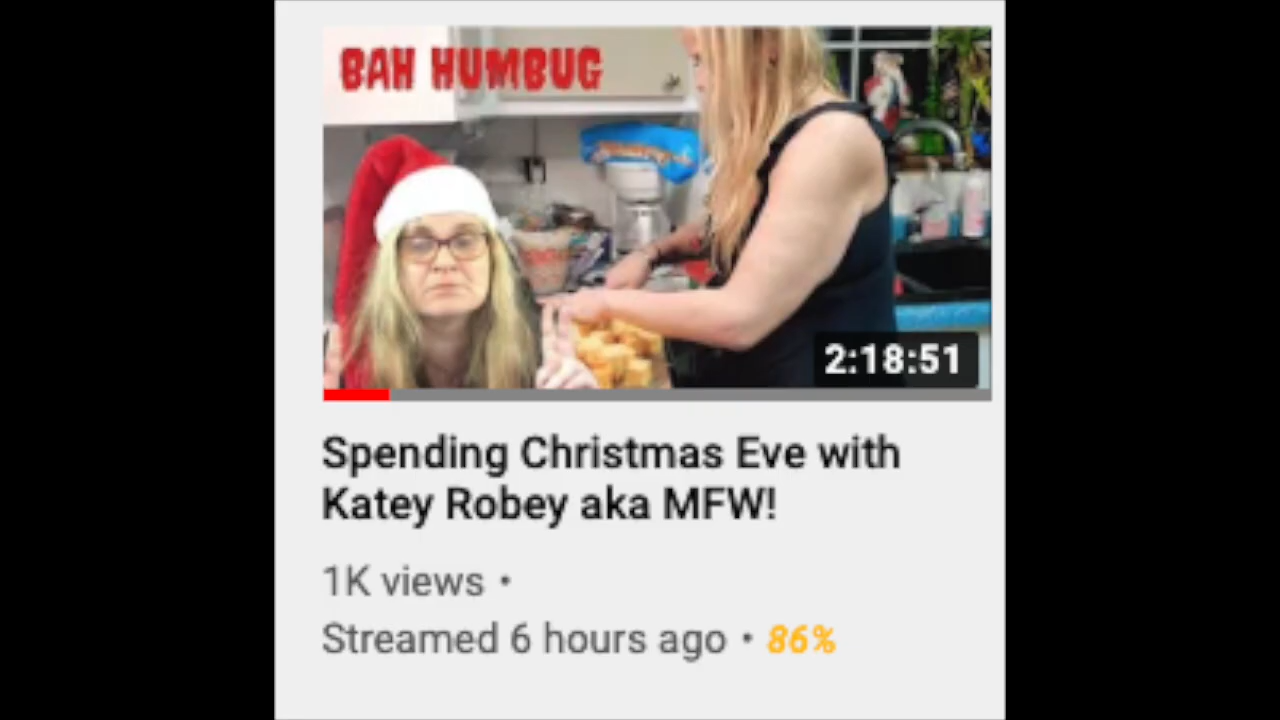 BAH HUMBUG
2:18:51
Spending Christmas Eve with
Katey Robey aka MFW!
1K views •
Streamed 6 hours ago • 86%